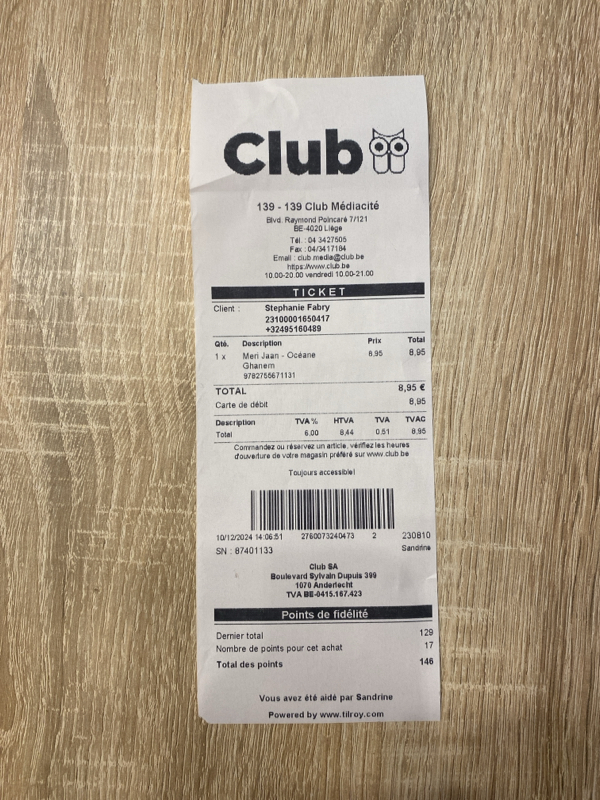 Club
139 - 139 Club Médiacité
Blvd. Raymond Poincaré 7/121
BE-4020 Liège
Tél. : 04 3427505
Fax : 04/3417184
Email : club.media@club.be
https://www.club.be
10.00-20.00 vendredi 10.00-21.00
TICKET
Client : Stephanie Fabry
23100001650417
+32495160489
Qté. Description Prix Total
1 x Meri Jaan - Océane 8,95 8,95
Ghanem
9782755671131
TOTAL 8,95 €
Carte de débit 8,95
Description TVA% HTVA TVA TVAC
Total 6.00 8,44 0.51 8,95
Commandez ou réservez un article, vérifiez les heures
d'ouverture de votre magasin préféré sur www.club.be
Toujours accessible!
10/12/2024 14:06:51 2760073240473 2 230810
SN : 87401133 Sandrine
Club SA
Boulevard Sylvain Dupuis 399
1070 Anderlecht
TVA BE-0415.167.423
Points de fidélité
Dernier total 129
Nombre de points pour cet achat 17
Total des points 146
Vous avez été aidé par Sandrine
Powered by www.tilroy.com